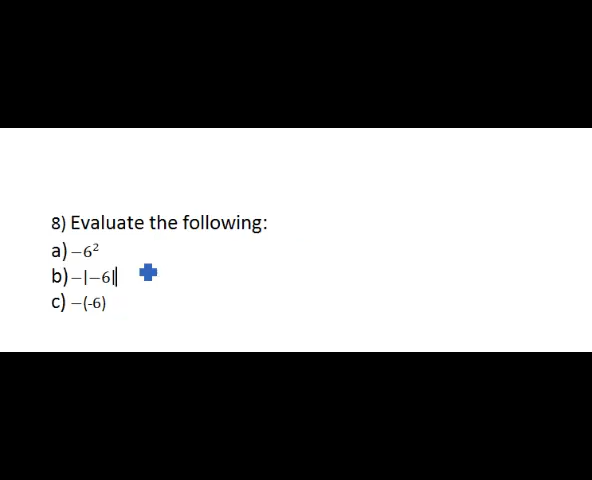 8) Evaluate the following:
a) −6²
b) −|−6|
c) −(-6)